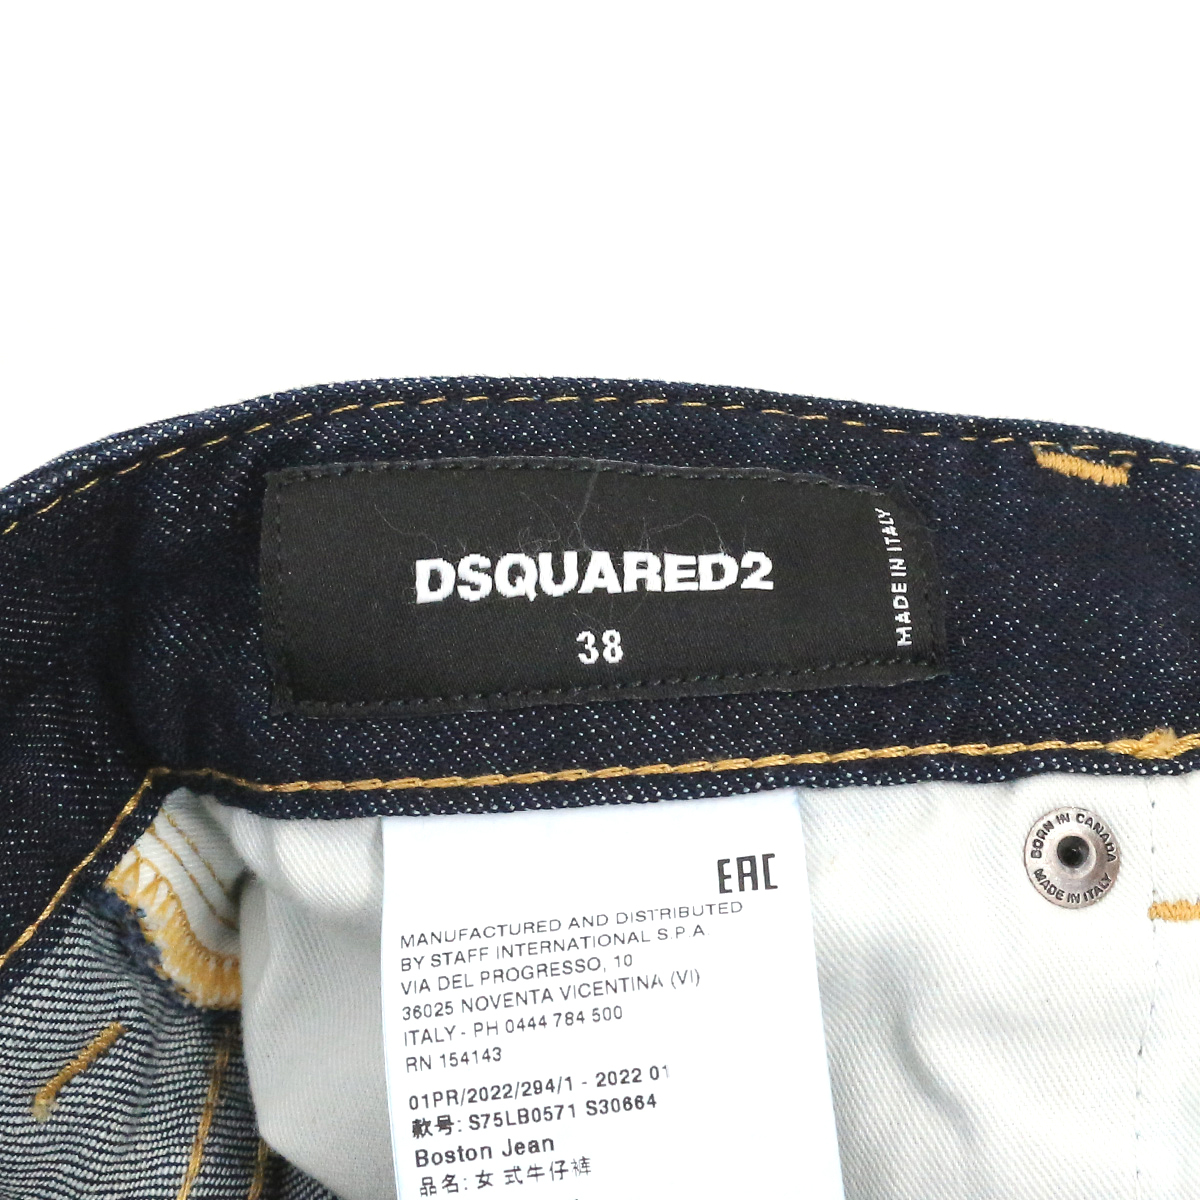 DSQUARED2
38
MADE IN ITALY
BORN IN CANADA
MADE IN ITALY
EAC
MANUFACTURED AND DISTRIBUTED
BY STAFF INTERNATIONAL S.P.A.
VIA DEL PROGRESSO, 10
36025 NOVENTA VICENTINA (VI)
ITALY - PH 0444 784 500
RN 154143
01PR/2022/294/1 - 2022 01
款号: S75LB0571 S30664
Boston Jean
品名: 女 式牛仔裤